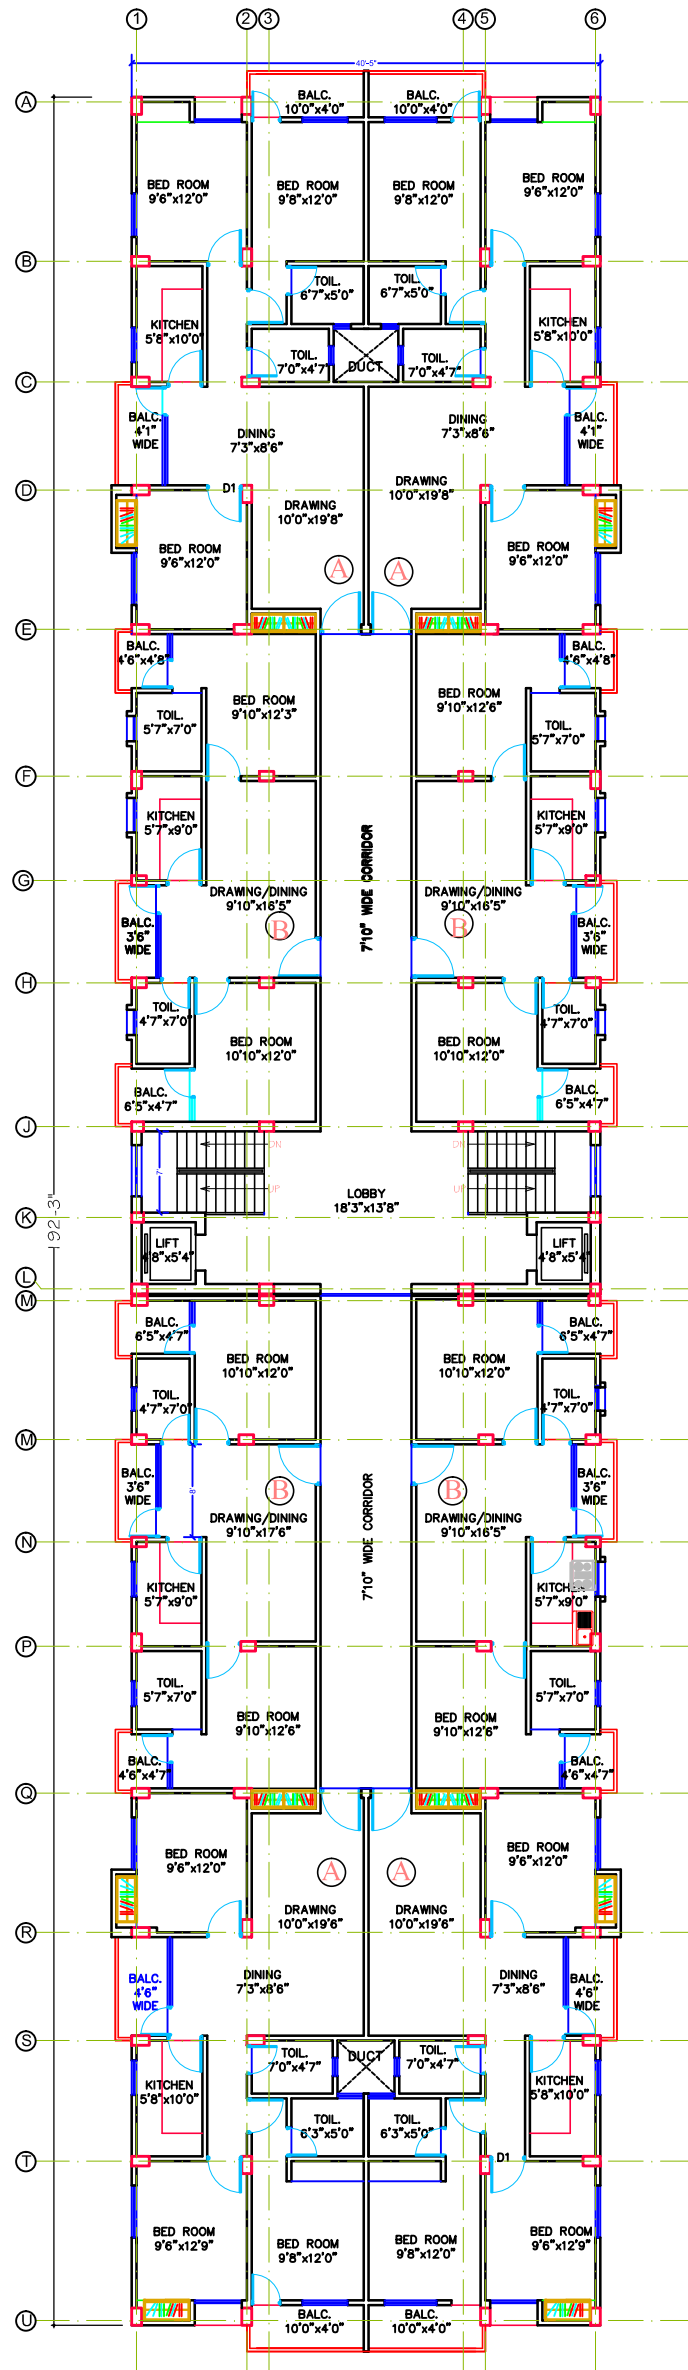 1
2
3
4
5
6
40'-5"
A
BALC.
10'0"x4'0"
BALC.
10'0"x4'0"
BED ROOM
9'6"x12'0"
BED ROOM
9'8"x12'0"
BED ROOM
9'8"x12'0"
BED ROOM
9'6"x12'0"
B
TOIL.
6'7"x5'0"
TOIL.
6'7"x5'0"
KITCHEN
5'8"x10'0"
KITCHEN
5'8"x10'0"
TOIL.
7'0"x4'7"
DUCT
TOIL.
7'0"x4'7"
C
BALC.
4'1"
WIDE
DINING
7'3"x8'6"
DINING
7'3"x8'6"
BALC.
4'1"
WIDE
D
D1
DRAWING
10'0"x19'8"
DRAWING
10'0"x19'8"
BED ROOM
9'6"x12'0"
BED ROOM
9'6"x12'0"
A
A
E
BALC.
4'6"x4'8"
BALC.
4'6"x4'8"
BED ROOM
9'10"x12'3"
BED ROOM
9'10"x12'6"
TOIL.
5'7"x7'0"
TOIL.
5'7"x7'0"
F
KITCHEN
5'7"x9'0"
KITCHEN
5'7"x9'0"
7'10" WIDE CORRIDOR
G
DRAWING/DINING
9'10"x16'5"
DRAWING/DINING
9'10"x16'5"
BALC.
3'6"
WIDE
B
B
BALC.
3'6"
WIDE
H
TOIL.
4'7"x7'0"
TOIL.
4'7"x7'0"
BED ROOM
10'10"x12'0"
BED ROOM
10'10"x12'0"
BALC.
6'5"x4'7"
BALC.
6'5"x4'7"
J
DN
DN
7'
UP
UP
LOBBY
18'3"x13'8"
K
192'-3"
LIFT
4'8"x5'4"
LIFT
4'8"x5'4"
L
M
BALC.
6'5"x4'7"
BALC.
6'5"x4'7"
BED ROOM
10'10"x12'0"
BED ROOM
10'10"x12'0"
TOIL.
4'7"x7'0"
TOIL.
4'7"x7'0"
M
BALC.
3'6"
WIDE
8'
B
B
BALC.
3'6"
WIDE
DRAWING/DINING
9'10"x17'6"
DRAWING/DINING
9'10"x16'5"
7'10" WIDE CORRIDOR
N
KITCHEN
5'7"x9'0"
KITCHEN
5'7"x9'0"
P
TOIL.
5'7"x7'0"
TOIL.
5'7"x7'0"
BED ROOM
9'10"x12'6"
BED ROOM
9'10"x12'6"
BALC.
4'6"x4'7"
BALC.
4'6"x4'7"
Q
BED ROOM
9'6"x12'0"
BED ROOM
9'6"x12'0"
A
A
DRAWING
10'0"x19'6"
DRAWING
10'0"x19'6"
R
BALC.
4'6"
WIDE
DINING
7'3"x8'6"
DINING
7'3"x8'6"
BALC.
4'6"
WIDE
S
TOIL.
7'0"x4'7"
DUCT
TOIL.
7'0"x4'7"
KITCHEN
5'8"x10'0"
KITCHEN
5'8"x10'0"
TOIL.
6'3"x5'0"
TOIL.
6'3"x5'0"
T
D1
BED ROOM
9'6"x12'9"
BED ROOM
9'8"x12'0"
BED ROOM
9'8"x12'0"
BED ROOM
9'6"x12'9"
U
BALC.
10'0"x4'0"
BALC.
10'0"x4'0"